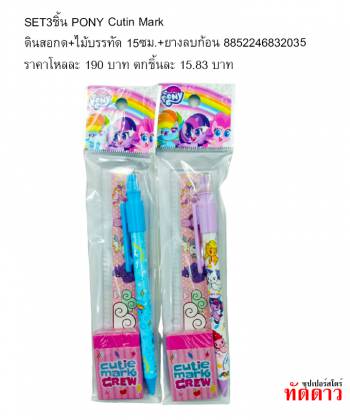 SET3ชิ้น PONY Cutin Mark
ดินสอกด+ไม้บรรทัด 15ซม.+ยางลบก้อน 8852246832035
ราคาโหลละ 190 บาท ตกชิ้นละ 15.83 บาท
PONY
PONY
CUTIE
MARK
CREW
CUTIE
MARK
CREW
ซุปเปอร์สโตร์
ทัดดาว